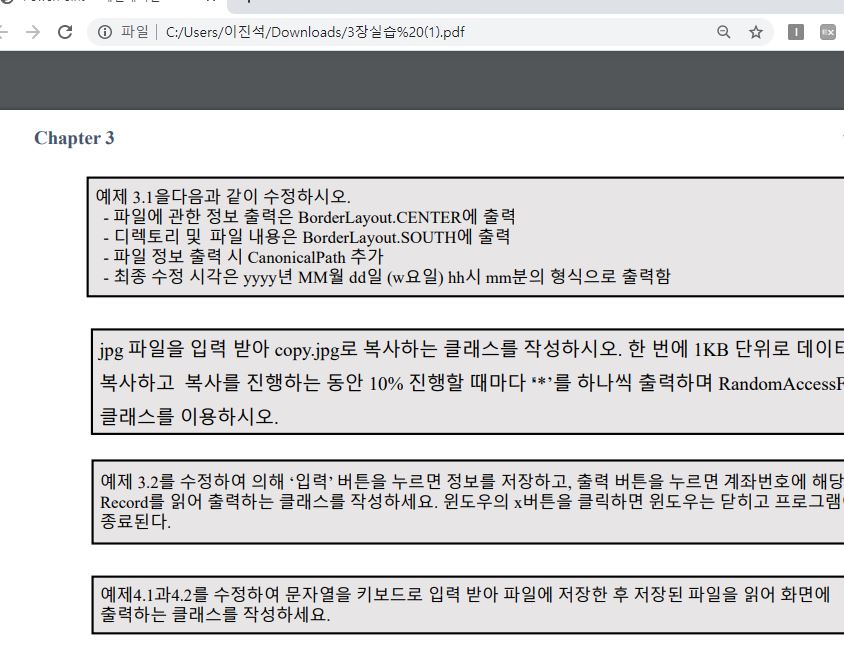 파일 C:/Users/이진석/Downloads/3장실습%20(1).pdf
Chapter 3
예제 3.1을다음과 같이 수정하시오.
- 파일에 관한 정보 출력은 BorderLayout.CENTER에 출력
- 디렉토리 및 파일 내용은 BorderLayout.SOUTH에 출력
- 파일 정보 출력 시 CanonicalPath 추가
- 최종 수정 시각은 yyyy년 MM월 dd일 (w요일) hh시 mm분의 형식으로 출력함
jpg 파일을 입력 받아 copy.jpg로 복사하는 클래스를 작성하시오. 한 번에 1KB 단위로
복사하고 복사를 진행하는 동안 10% 진행할 때마다 ‘*’를 하나씩 출력하며 RandomAccessF
클래스를 이용하시오.
예제 3.2를 수정하여 의해 ‘입력’ 버튼을 누르면 정보를 저장하고, 출력 버튼을 누르면 계좌번호에 해당
Record를 읽어 출력하는 클래스를 작성하세요. 윈도우의 x버튼을 클릭하면 윈도우는 닫히고 프로그램
종료된다.
예제4.1과4.2를 수정하여 문자열을 키보드로 입력 받아 파일에 저장한 후 저장된 파일을 읽어 화면에
출력하는 클래스를 작성하세요.